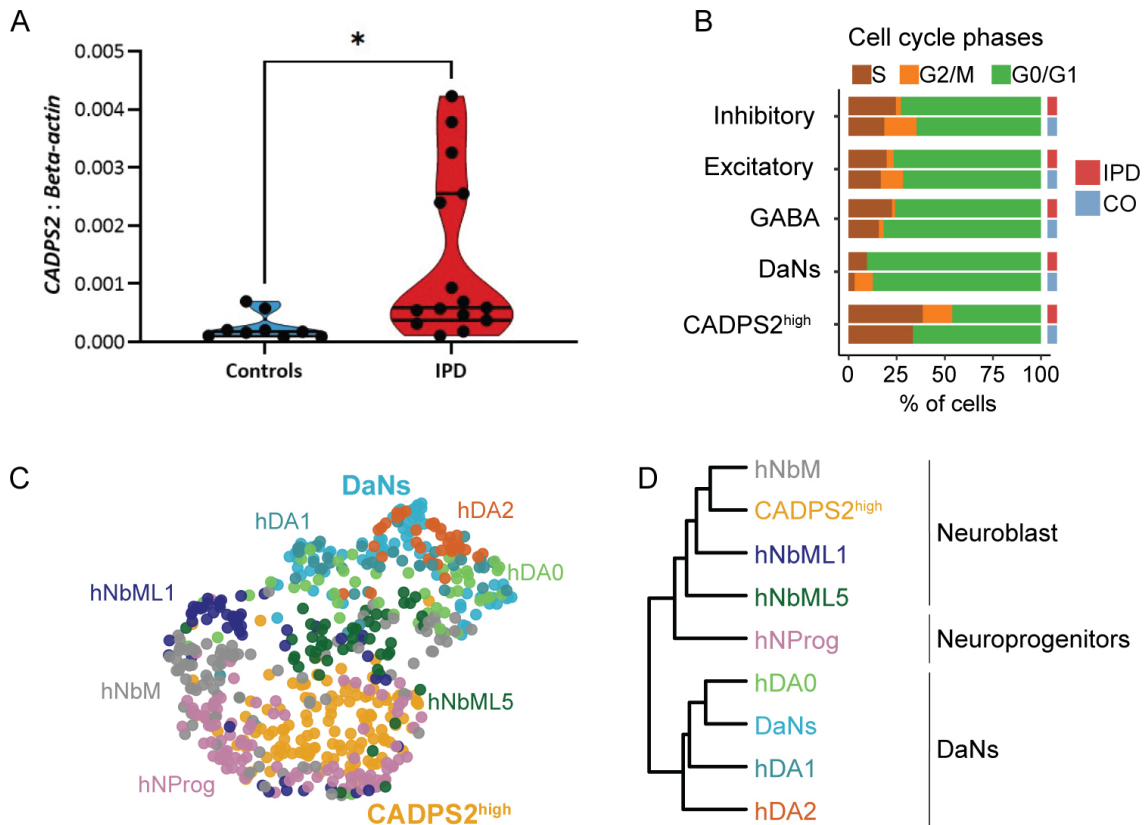 A
*
0.005
0.004
0.003
0.002
0.001
0.000
CADPS2 : Beta-actin
Controls
IPD
B
Cell cycle phases
S
G2/M
G0/G1
Inhibitory
Excitatory
GABA
DaNs
CADPS2high
0 25 50 75 100
% of cells
IPD
CO
C
DaNs
hDA1
hDA2
hDA0
hNbML1
hNbM
hNbML5
hNProg
CADPS2high
D
hNbM
CADPS2high
hNbML1
hNbML5
hNProg
hDA0
DaNs
hDA1
hDA2
Neuroblast
Neuroprogenitors
DaNs